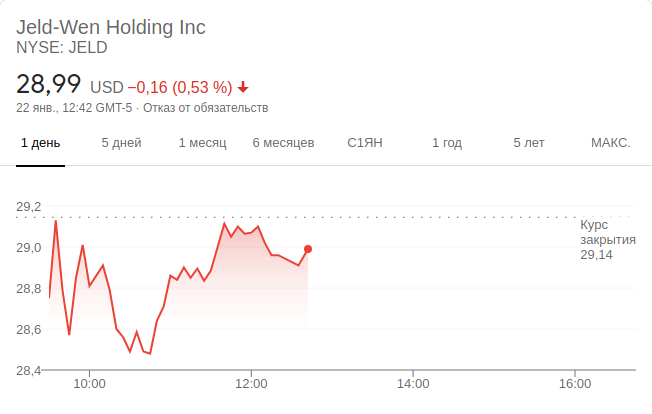 Jeld-Wen Holding Inc
NYSE: JELD
28,99 USD −0,16 (0,53 %)
22 янв., 12:42 GMT-5 · Отказ от обязательств
1 день 5 дней 1 месяц 6 месяцев С1ЯН 1 год 5 лет МАКС.
29,2
Курс
закрытия
29,14
29,0
28,8
28,6
28,4
10:00 12:00 14:00 16:00